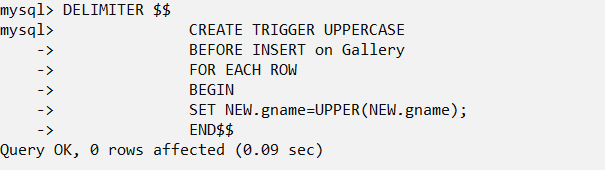 mysql> DELIMITER $$
mysql> CREATE TRIGGER UPPERCASE
-> BEFORE INSERT on Gallery
-> FOR EACH ROW
-> BEGIN
-> SET NEW.gname=UPPER(NEW.gname);
-> END$$
Query OK, 0 rows affected (0.09 sec)